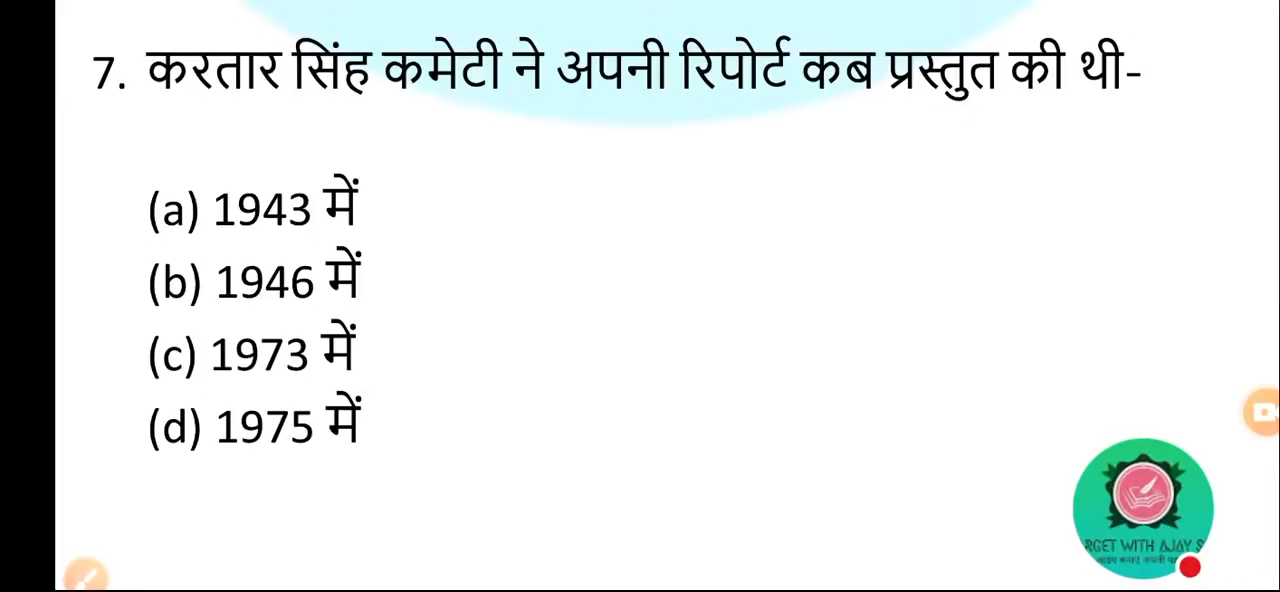 7. करतार सिंह कमेटी ने अपनी रिपोर्ट कब प्रस्तुत की थी-
(a) 1943 में
(b) 1946 में
(c) 1973 में
(d) 1975 में
RGET WITH AJAY S